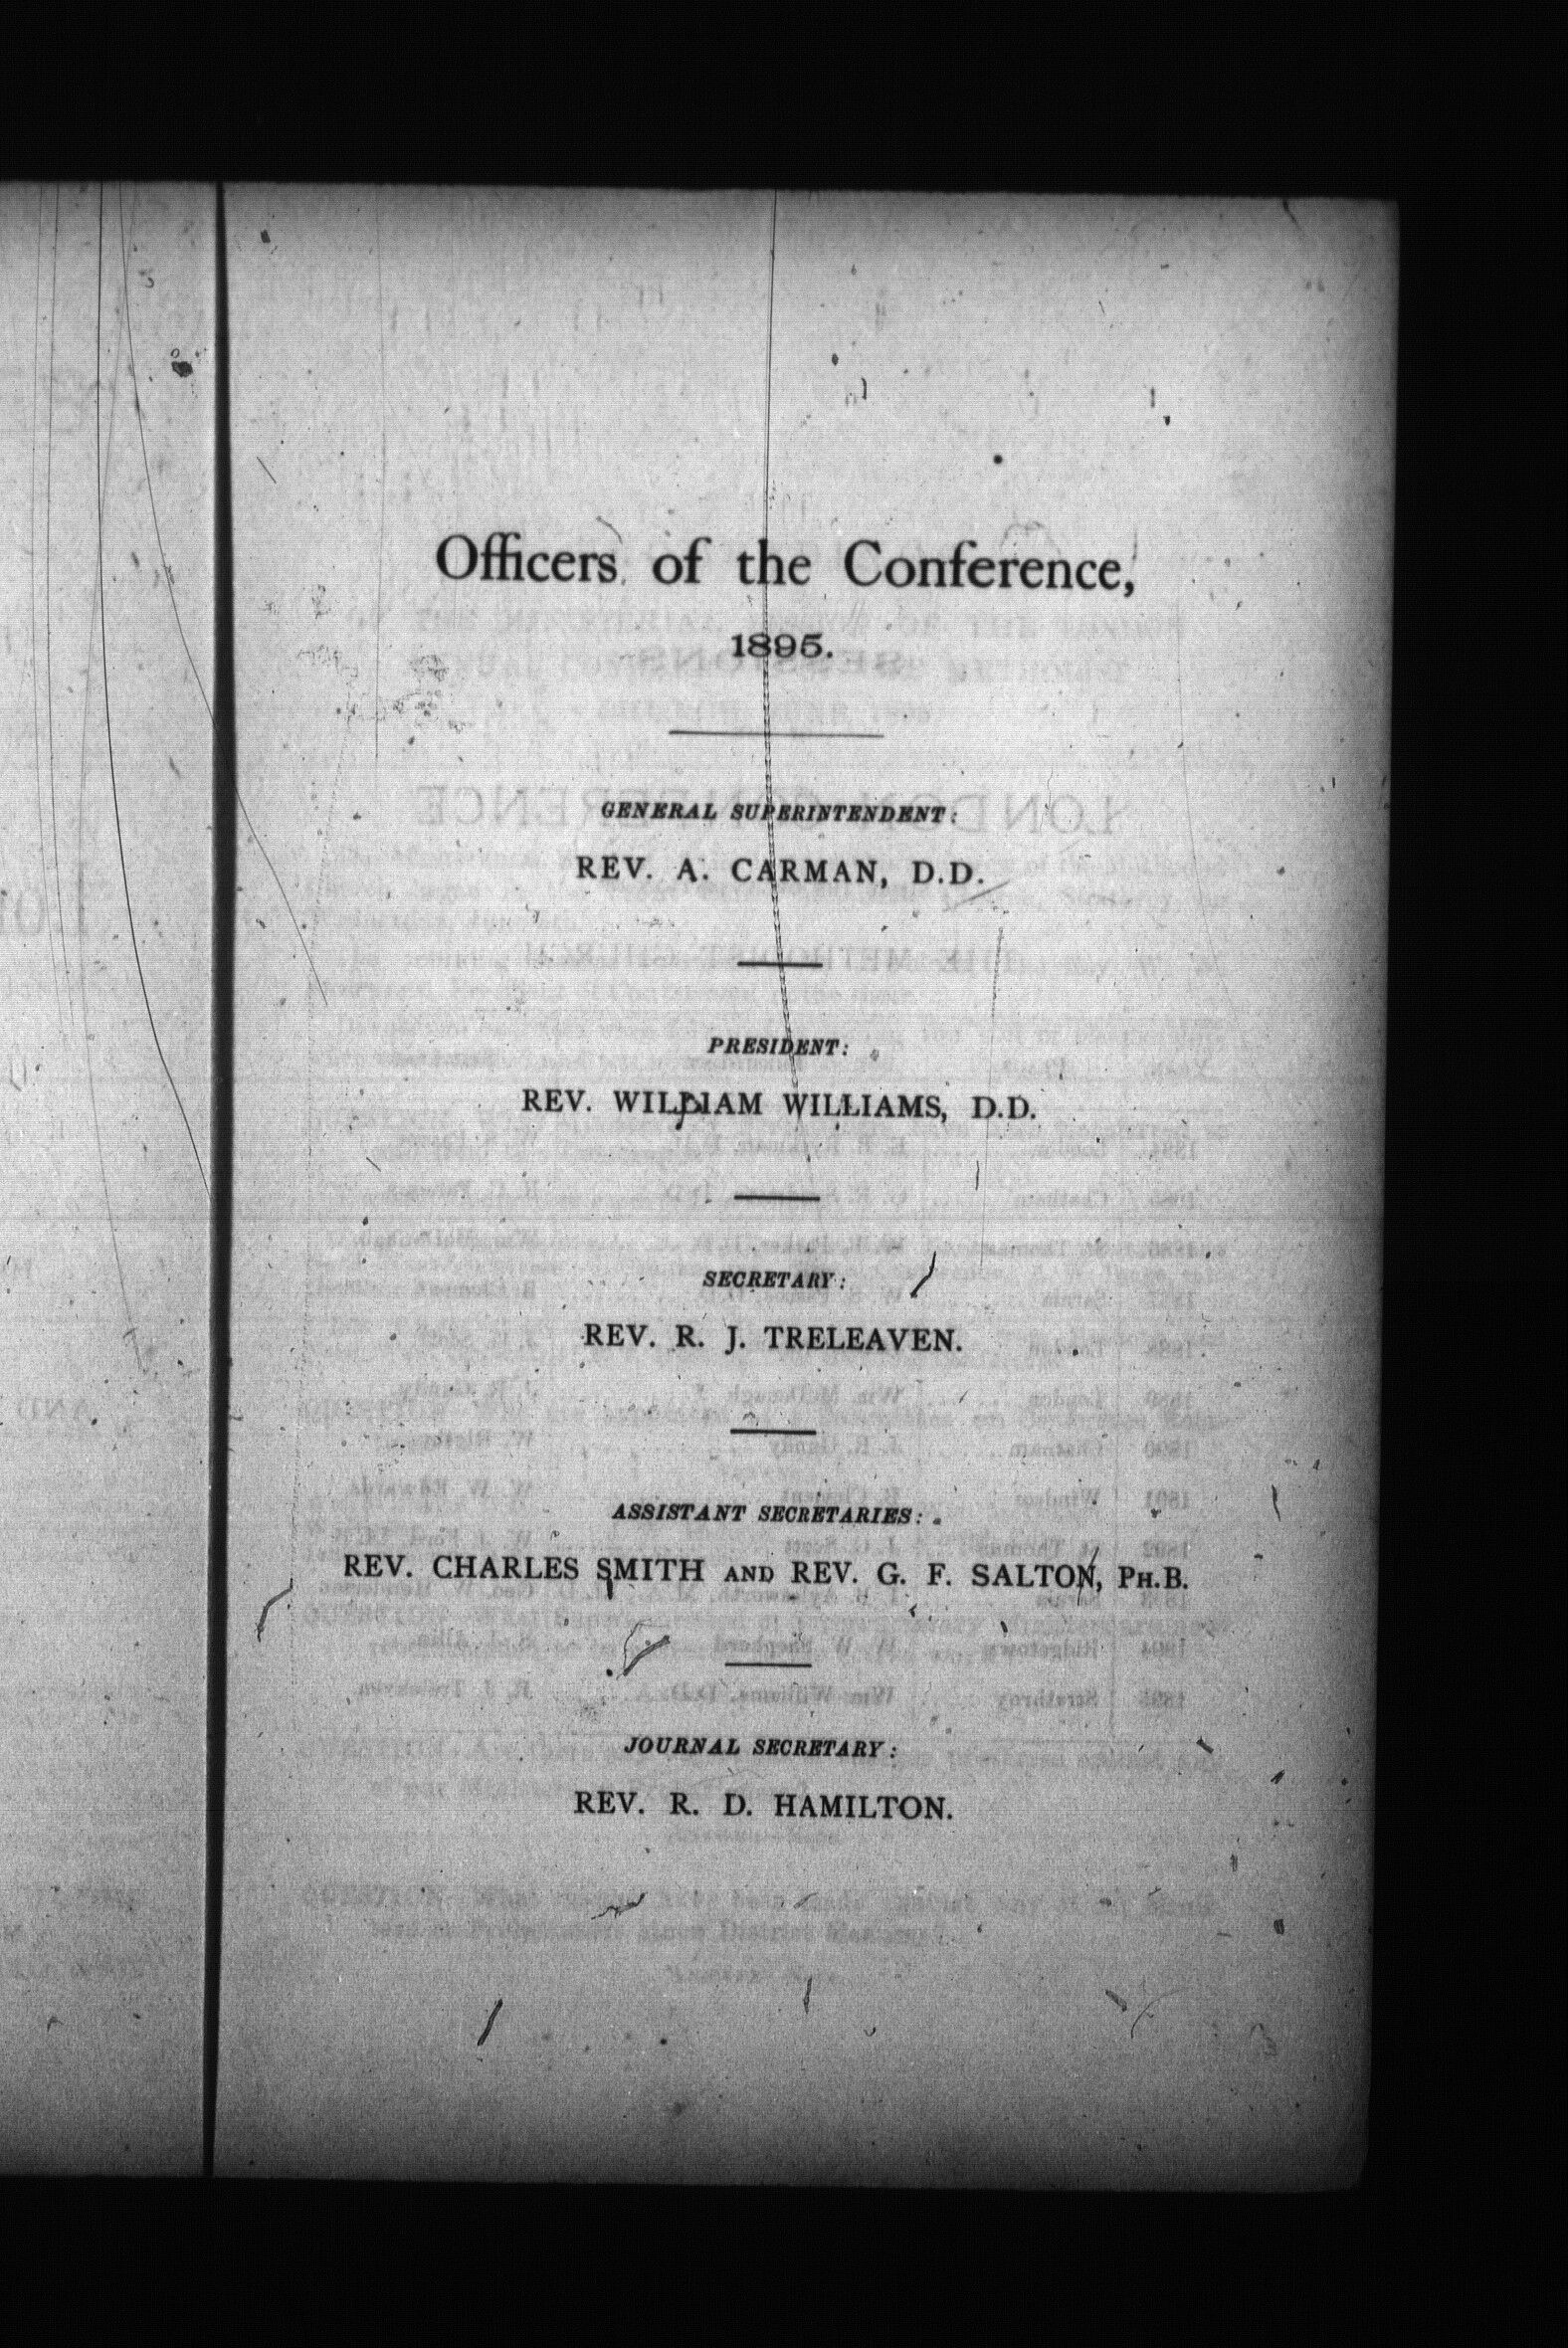 Officers of the Conference,
1895.
GENERAL SUPERINTENDENT:
REV. A. CARMAN, D.D.
PRESIDENT:
REV. WILLIAM WILLIAMS, D.D.
SECRETARY:
REV. R. J. TRELEAVEN.
ASSISTANT SECRETARIES:
REV. CHARLES SMITH AND REV. G. F. SALTON, PH.B.
JOURNAL SECRETARY:
REV. R. D. HAMILTON.